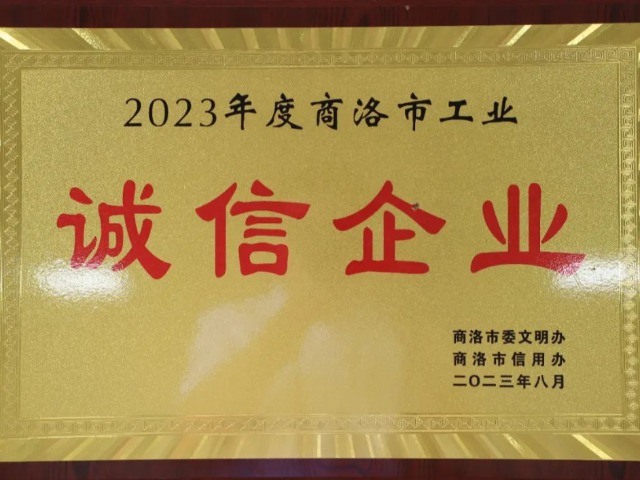 2023年度商洛市工业
诚信企业
商洛市委文明办
商洛市信用办
二〇二三年八月